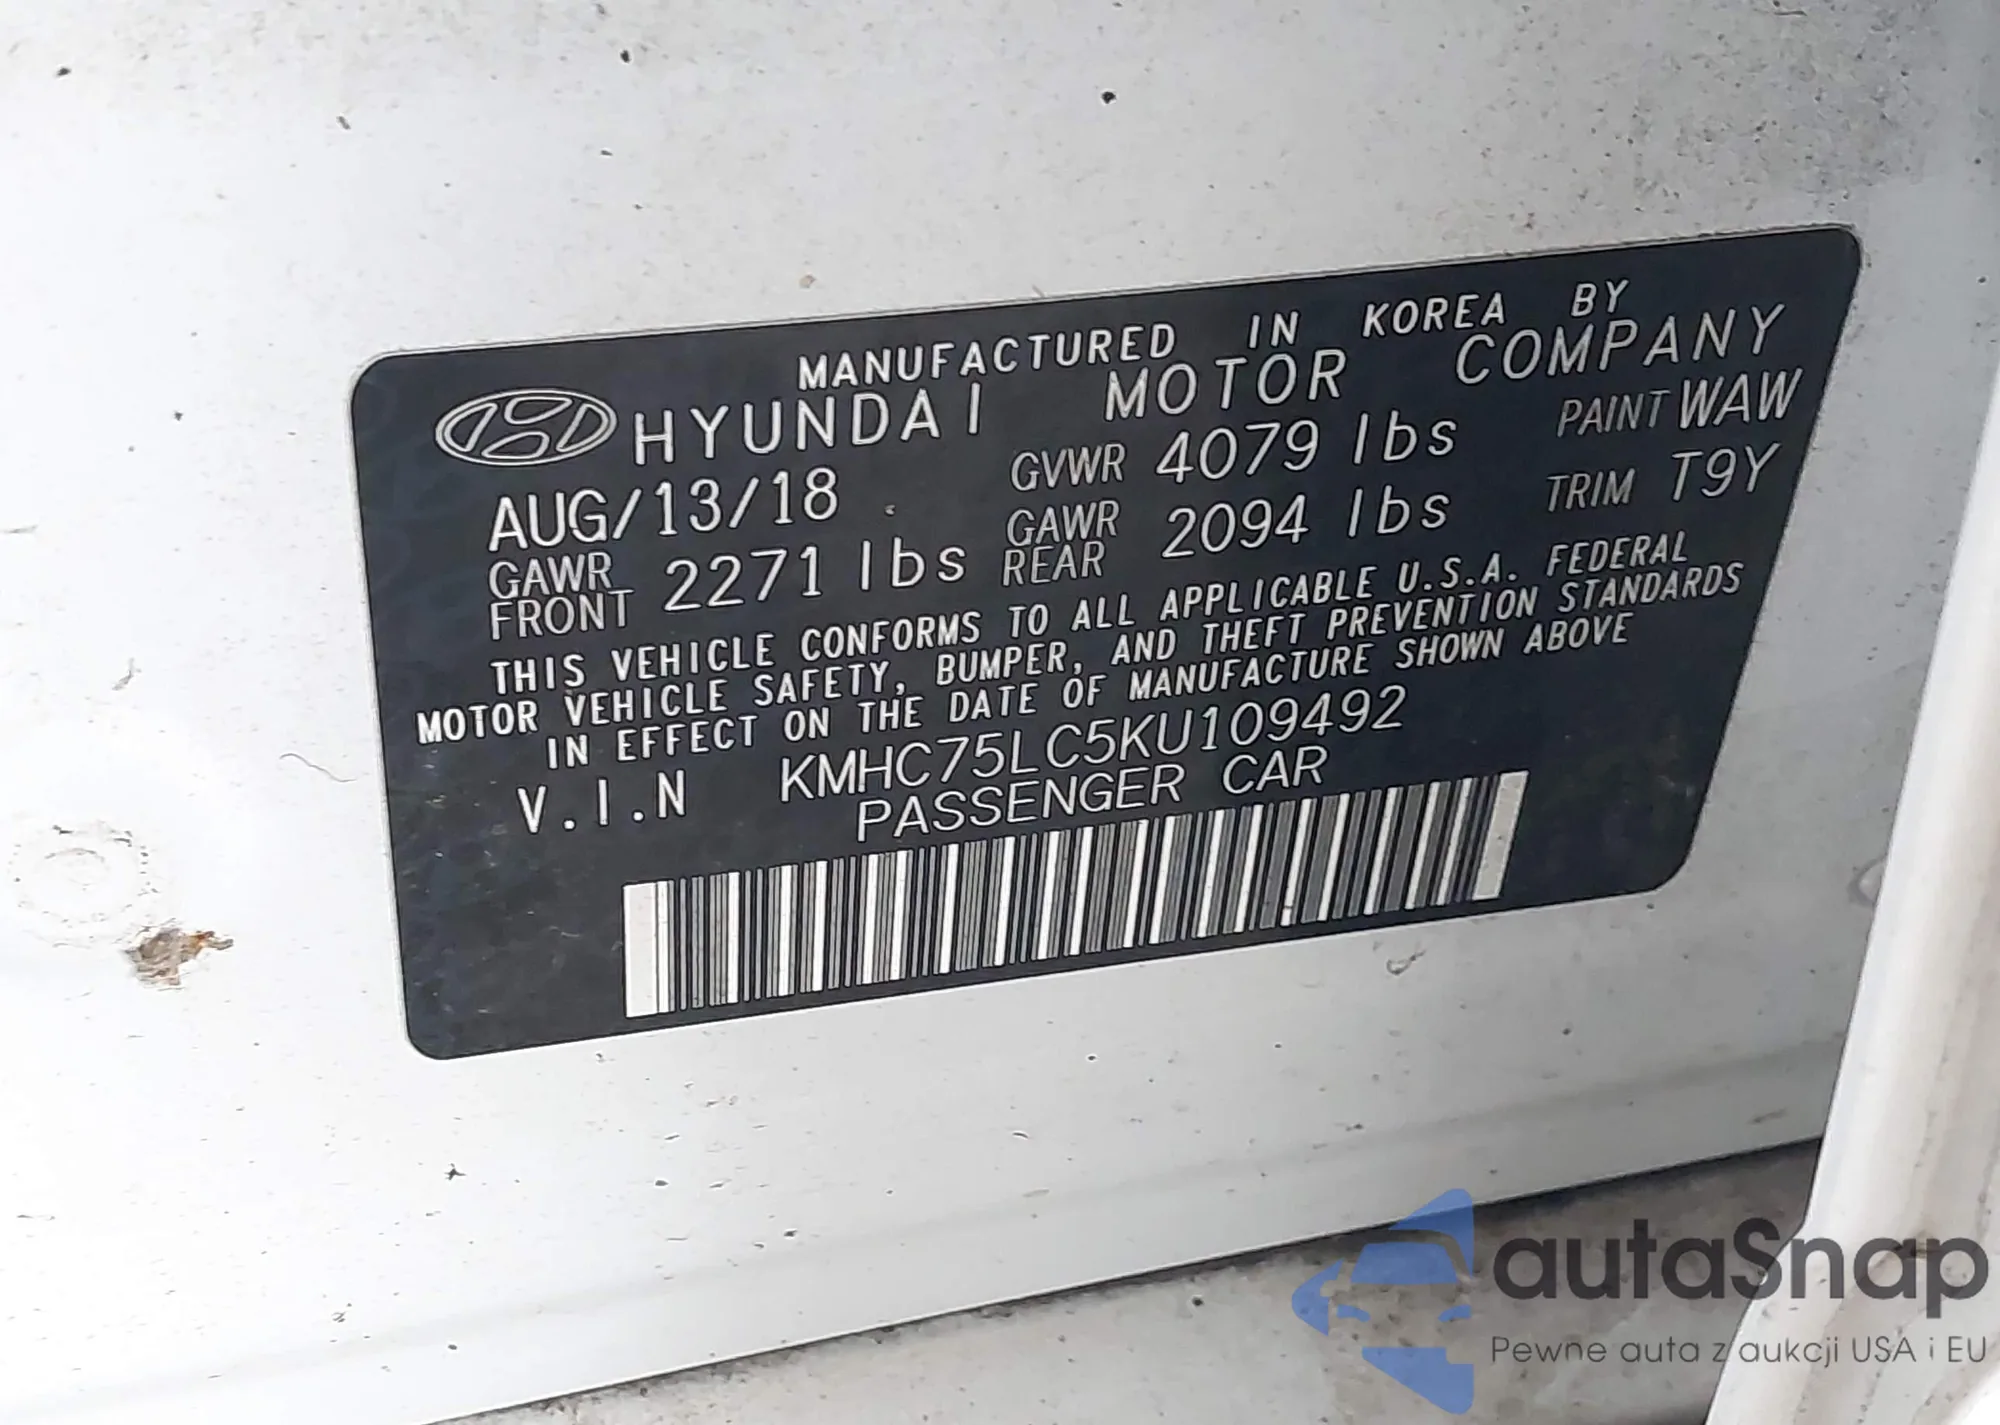 MANUFACTURED IN KOREA BY
HYUNDAI MOTOR COMPANY
AUG/13/18 GVWR 4079 lbs PAINT WAW
GAWR FRONT 2271 lbs GAWR REAR 2094 lbs TRIM T9Y
THIS VEHICLE CONFORMS TO ALL APPLICABLE U.S.A. FEDERAL
MOTOR VEHICLE SAFETY, BUMPER, AND THEFT PREVENTION STANDARDS
IN EFFECT ON THE DATE OF MANUFACTURE SHOWN ABOVE
V.I.N KMHC75LC5KU109492
PASSENGER CAR
autaSnap
Pewne auta z aukcji USA i EU